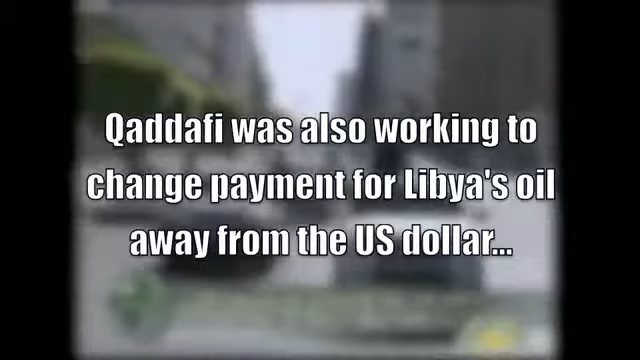 Qaddafi was also working to
change payment for Libya's oil
away from the US dollar...